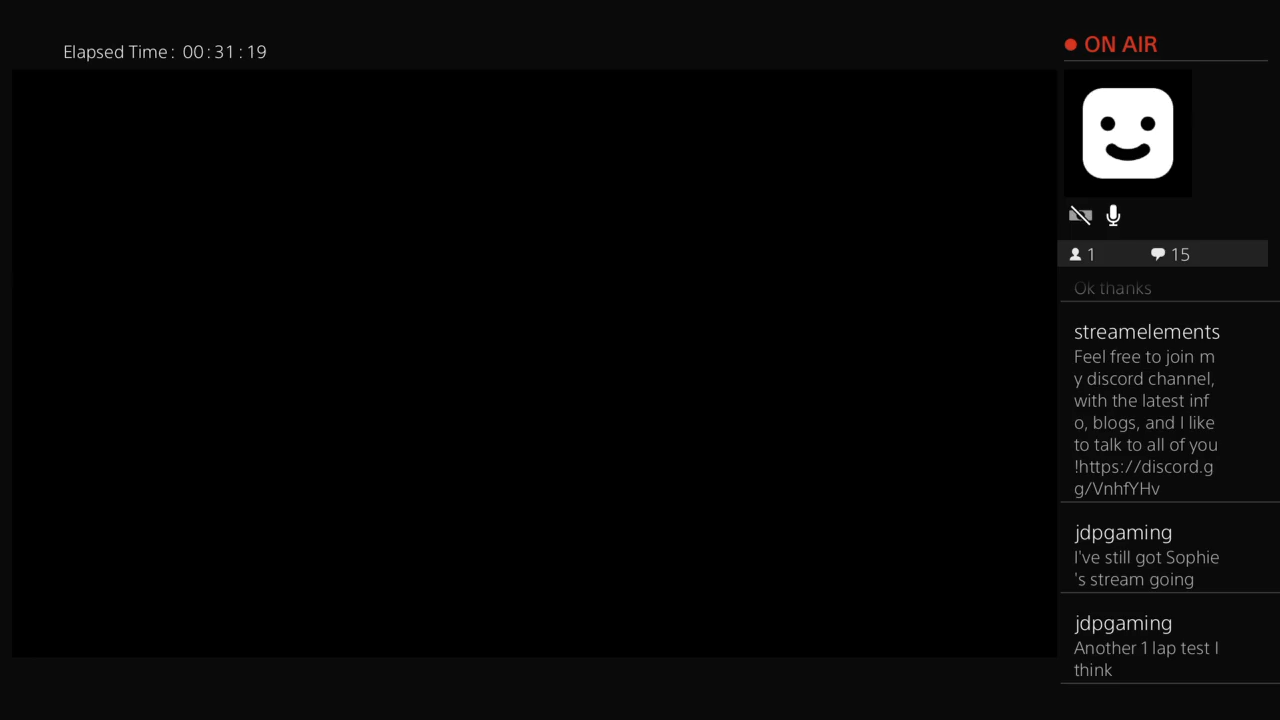 Elapsed Time: 00:31:19
ON AIR
1 15
Ok thanks
streamelements
Feel free to join m
y discord channel,
with the latest inf
o, blogs, and I like
to talk to all of you
!https://discord.g
g/VnhfYHv
jdpgaming
I've still got Sophie
's stream going
jdpgaming
Another 1 lap test I
think